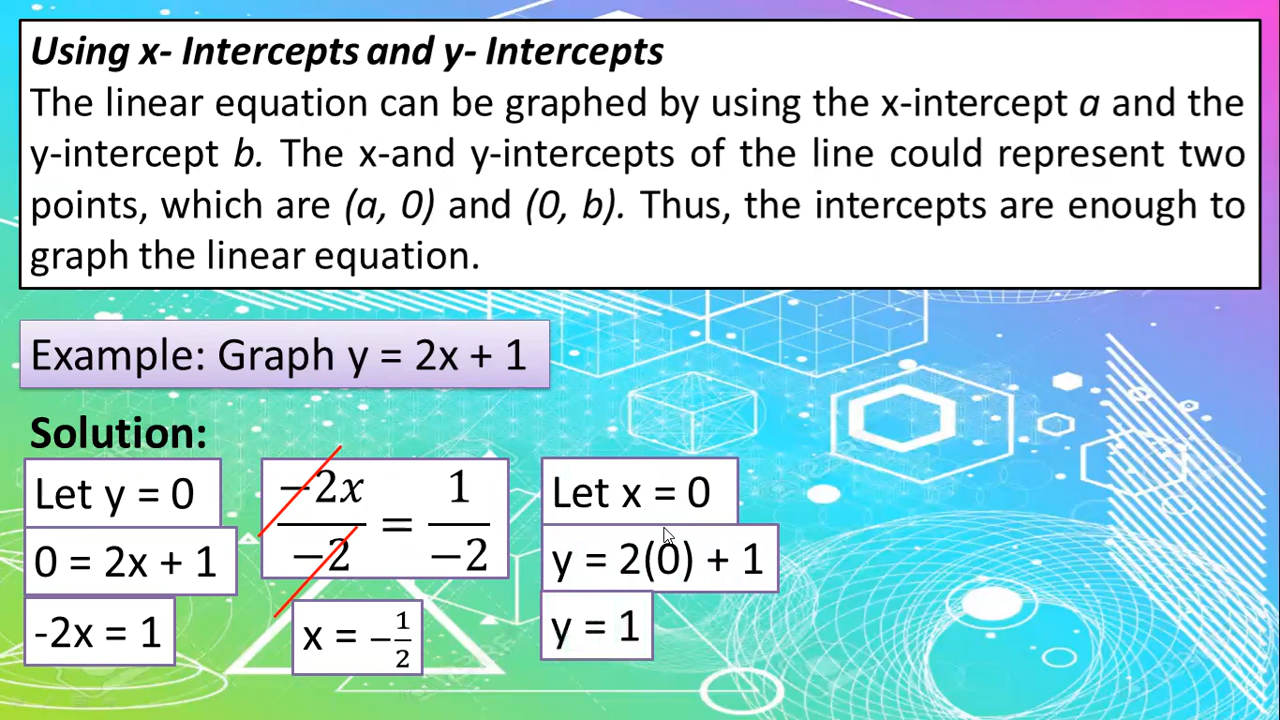 Using x- Intercepts and y- Intercepts
The linear equation can be graphed by using the x-intercept a and the
y-intercept b. The x-and y-intercepts of the line could represent two
points, which are (a, 0) and (0, b). Thus, the intercepts are enough to
graph the linear equation.
Example: Graph y = 2x + 1
Solution:
Let y = 0
0 = 2x + 1
-2x = 1
−2x/−2 = 1/−2
x = −1/2
Let x = 0
y = 2(0) + 1
y = 1